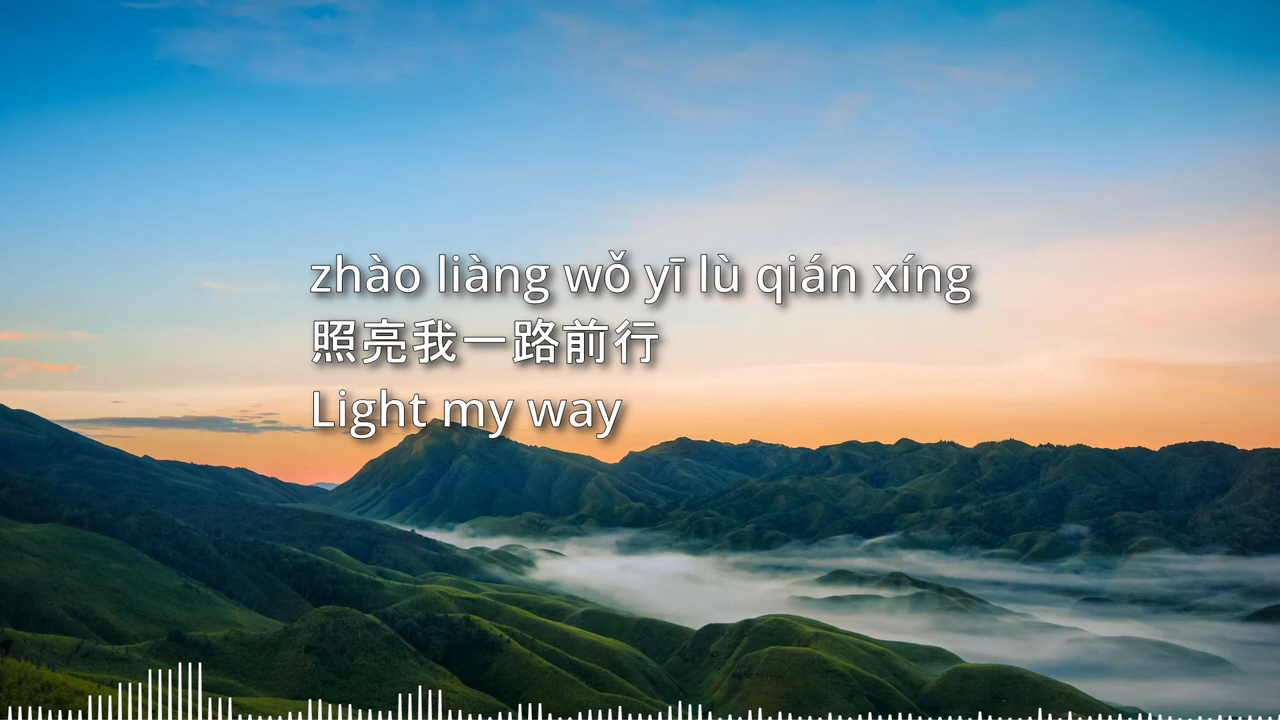 zhào liàng wǒ yī lù qián xíng
照亮我一路前行
Light my way